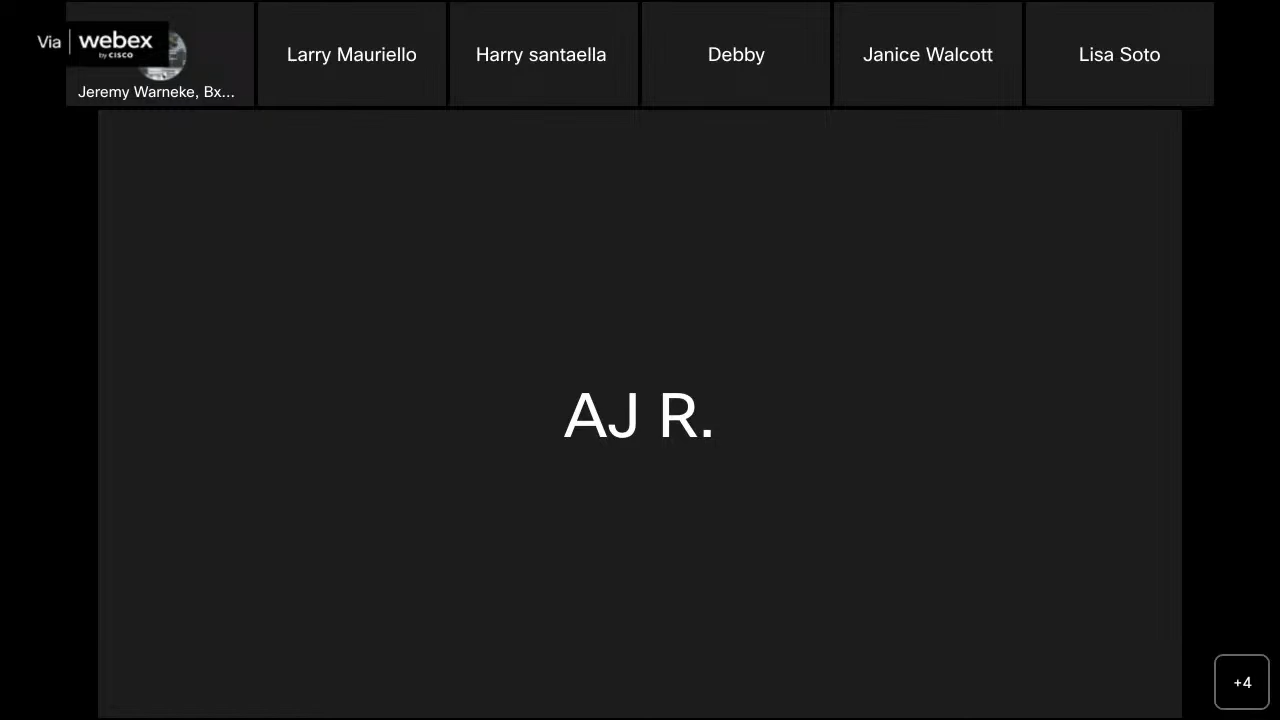 Via webex
by CISCO
Jeremy Warneke, Bx...
Larry Mauriello
Harry santaella
Debby
Janice Walcott
Lisa Soto
AJ R.
+4